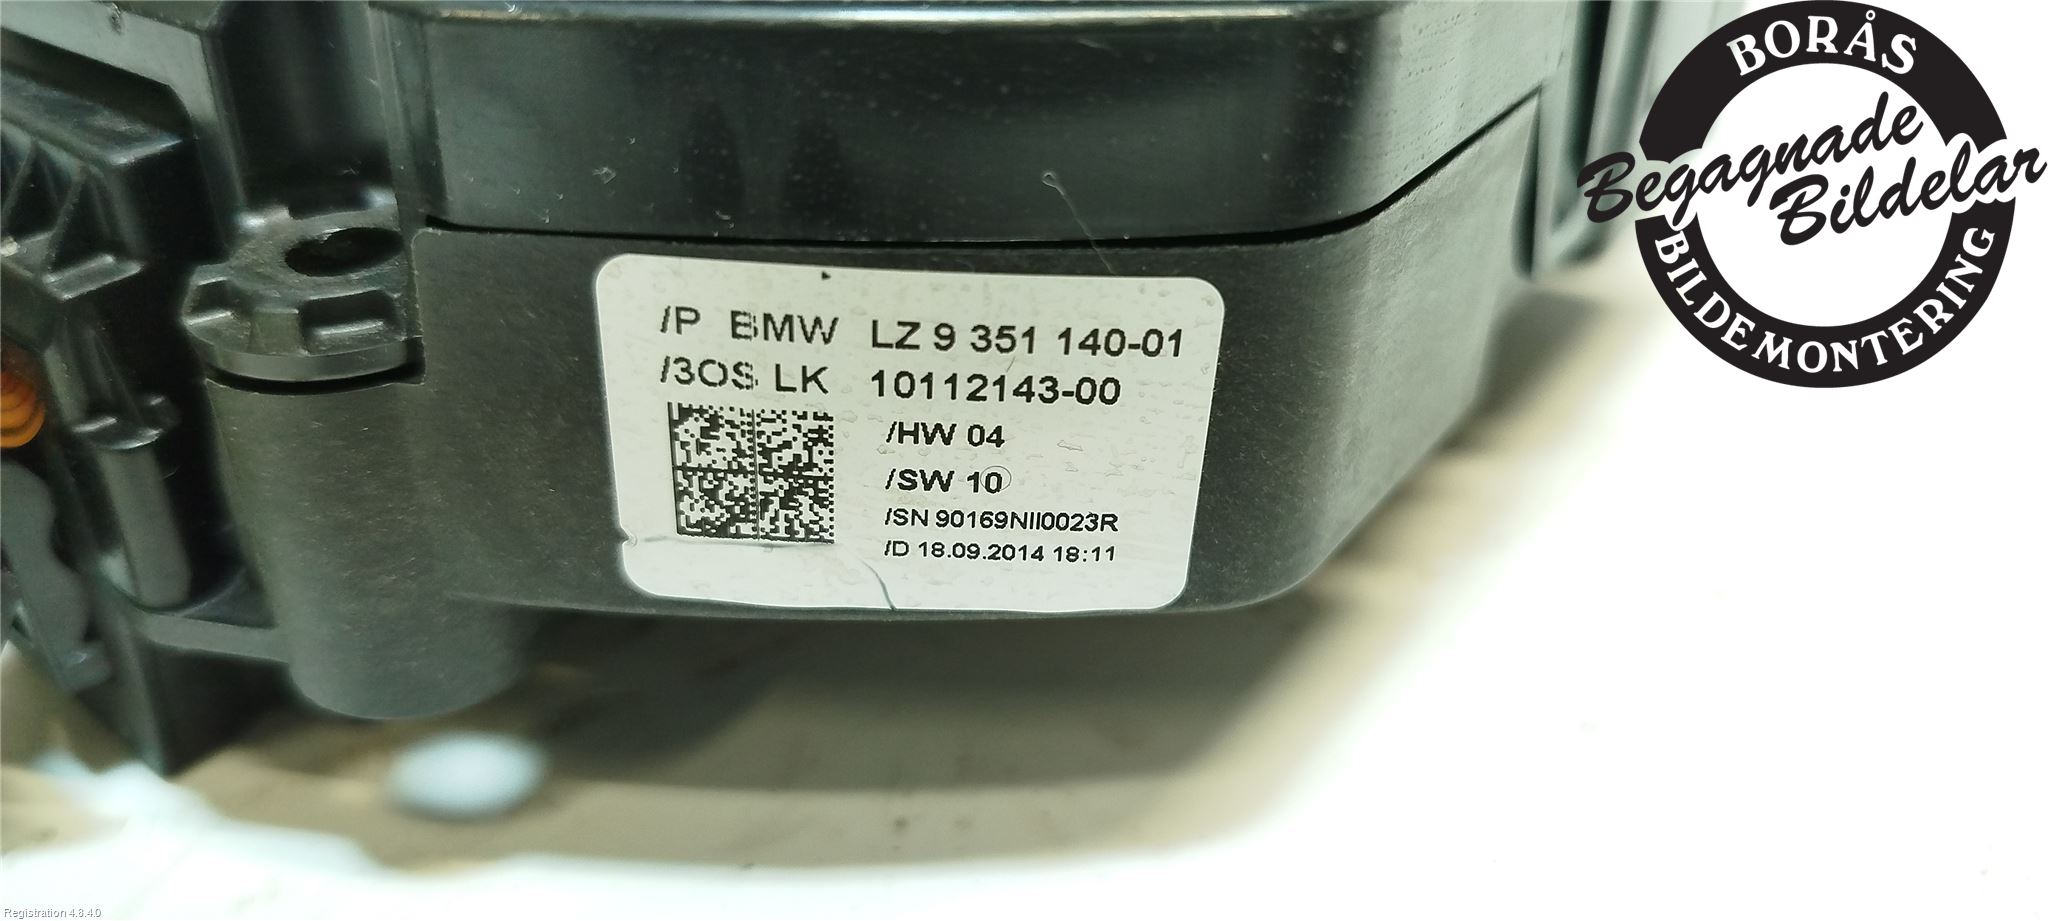 /P BMW LZ 9 351 140-01
/3OS LK 10112143-00
/HW 04
/SW 10
/SN 90169NII0023R
/D 18.09.2014 18:11
BORÅS
Begagnade
Bildelar
BILDEMONTERING
Registration 4.8.4.0